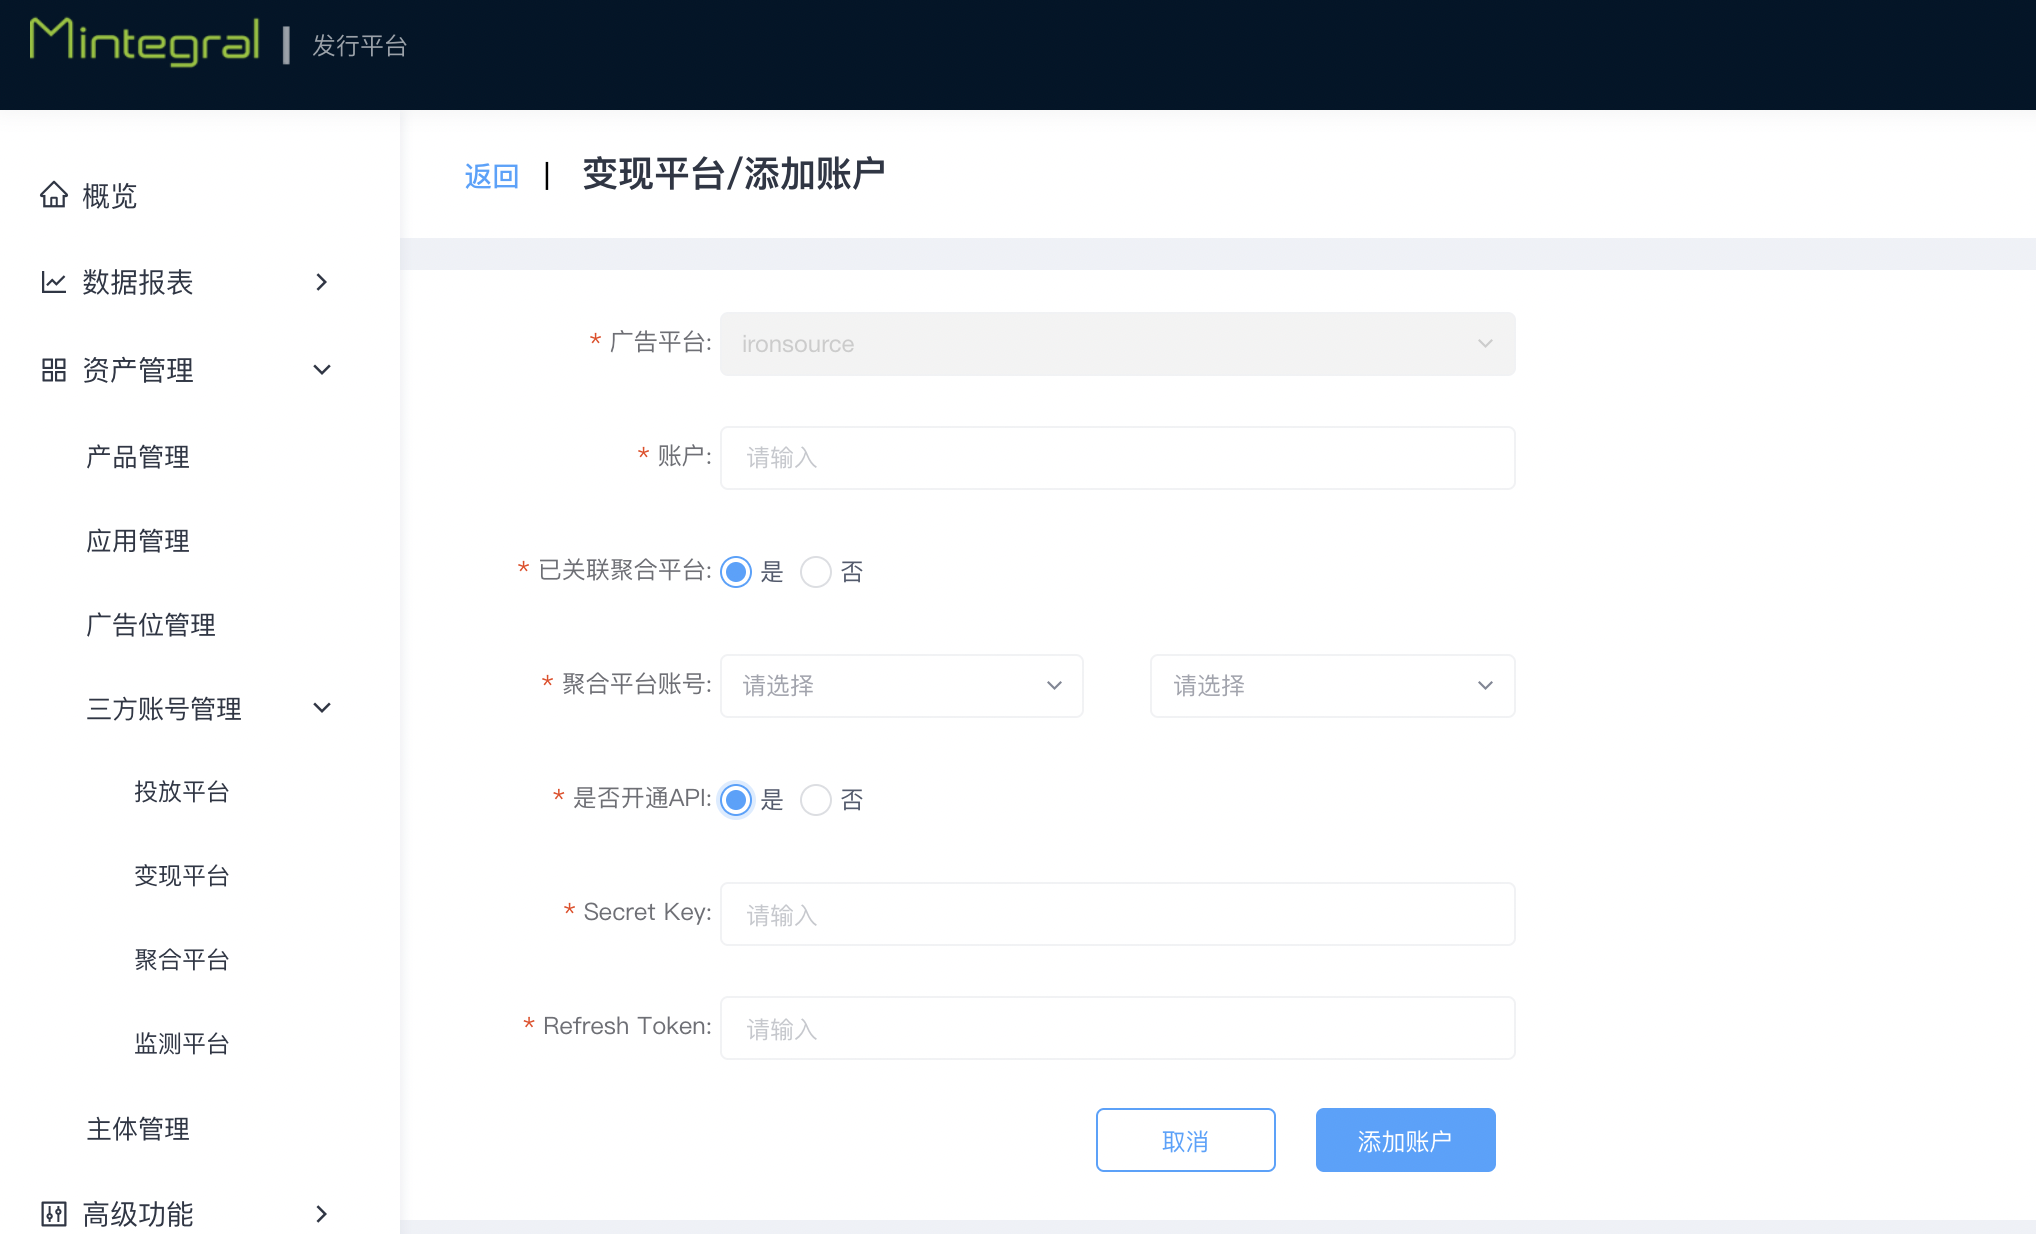 Mintegral | 发行平台
概览
数据报表
资产管理
产品管理
应用管理
广告位管理
三方账号管理
投放平台
变现平台
聚合平台
监测平台
主体管理
高级功能
返回 | 变现平台/添加账户
* 广告平台: ironsource
* 账户: 请输入
* 已关联聚合平台: 是 否
* 聚合平台账号: 请选择 请选择
* 是否开通API: 是 否
* Secret Key: 请输入
* Refresh Token: 请输入
取消 添加账户